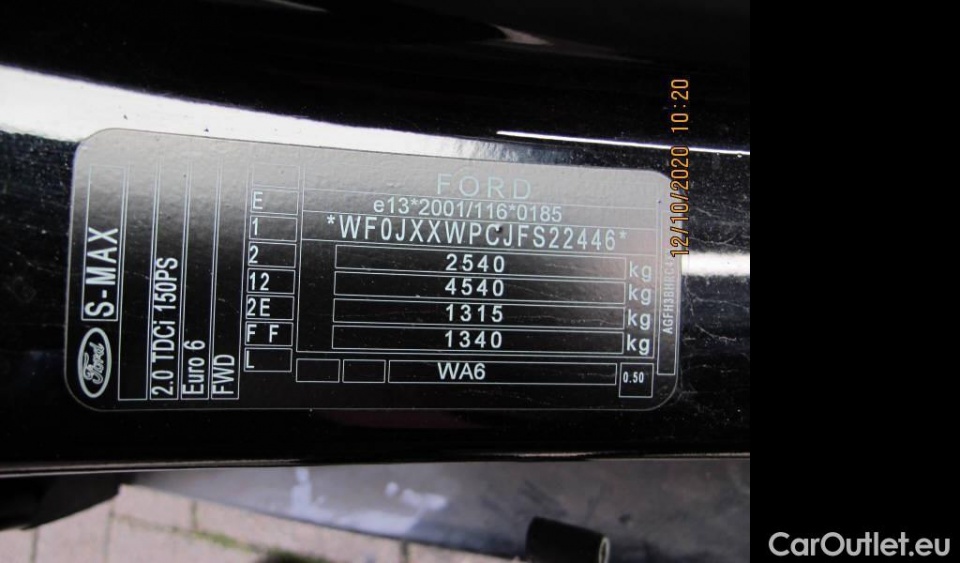 FORD
e13*2001/116*0185
*WF0JXXWPCJFS22446*
2540 kg
4540 kg
1315 kg
1340 kg
WA6
0.50
E
1
2
12
2E
F F
L
Ford
S-MAX
2.0 TDCi 150PS
Euro 6
FWD
12/10/2020 10:20
CarOutlet.eu